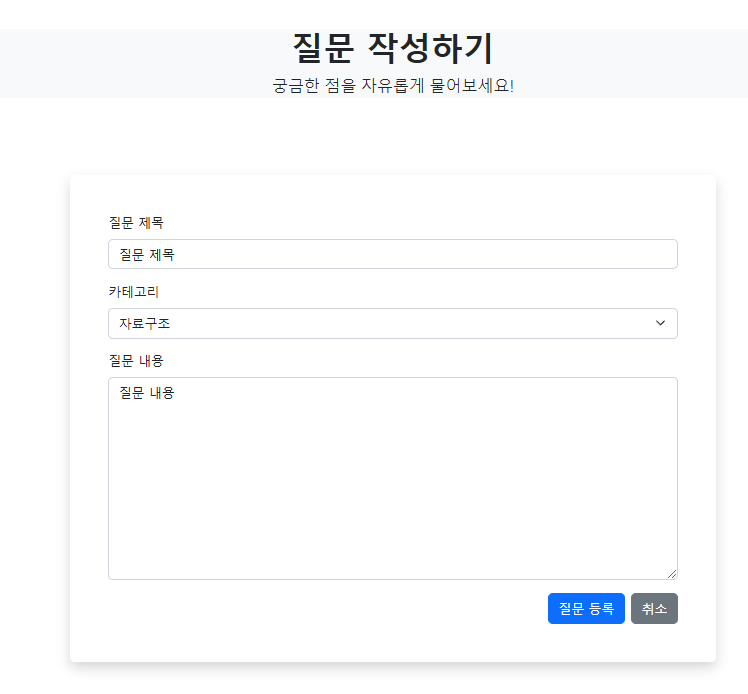 질문 작성하기
궁금한 점을 자유롭게 물어보세요!
질문 제목
질문 제목
카테고리
자료구조
질문 내용
질문 내용
질문 등록 취소